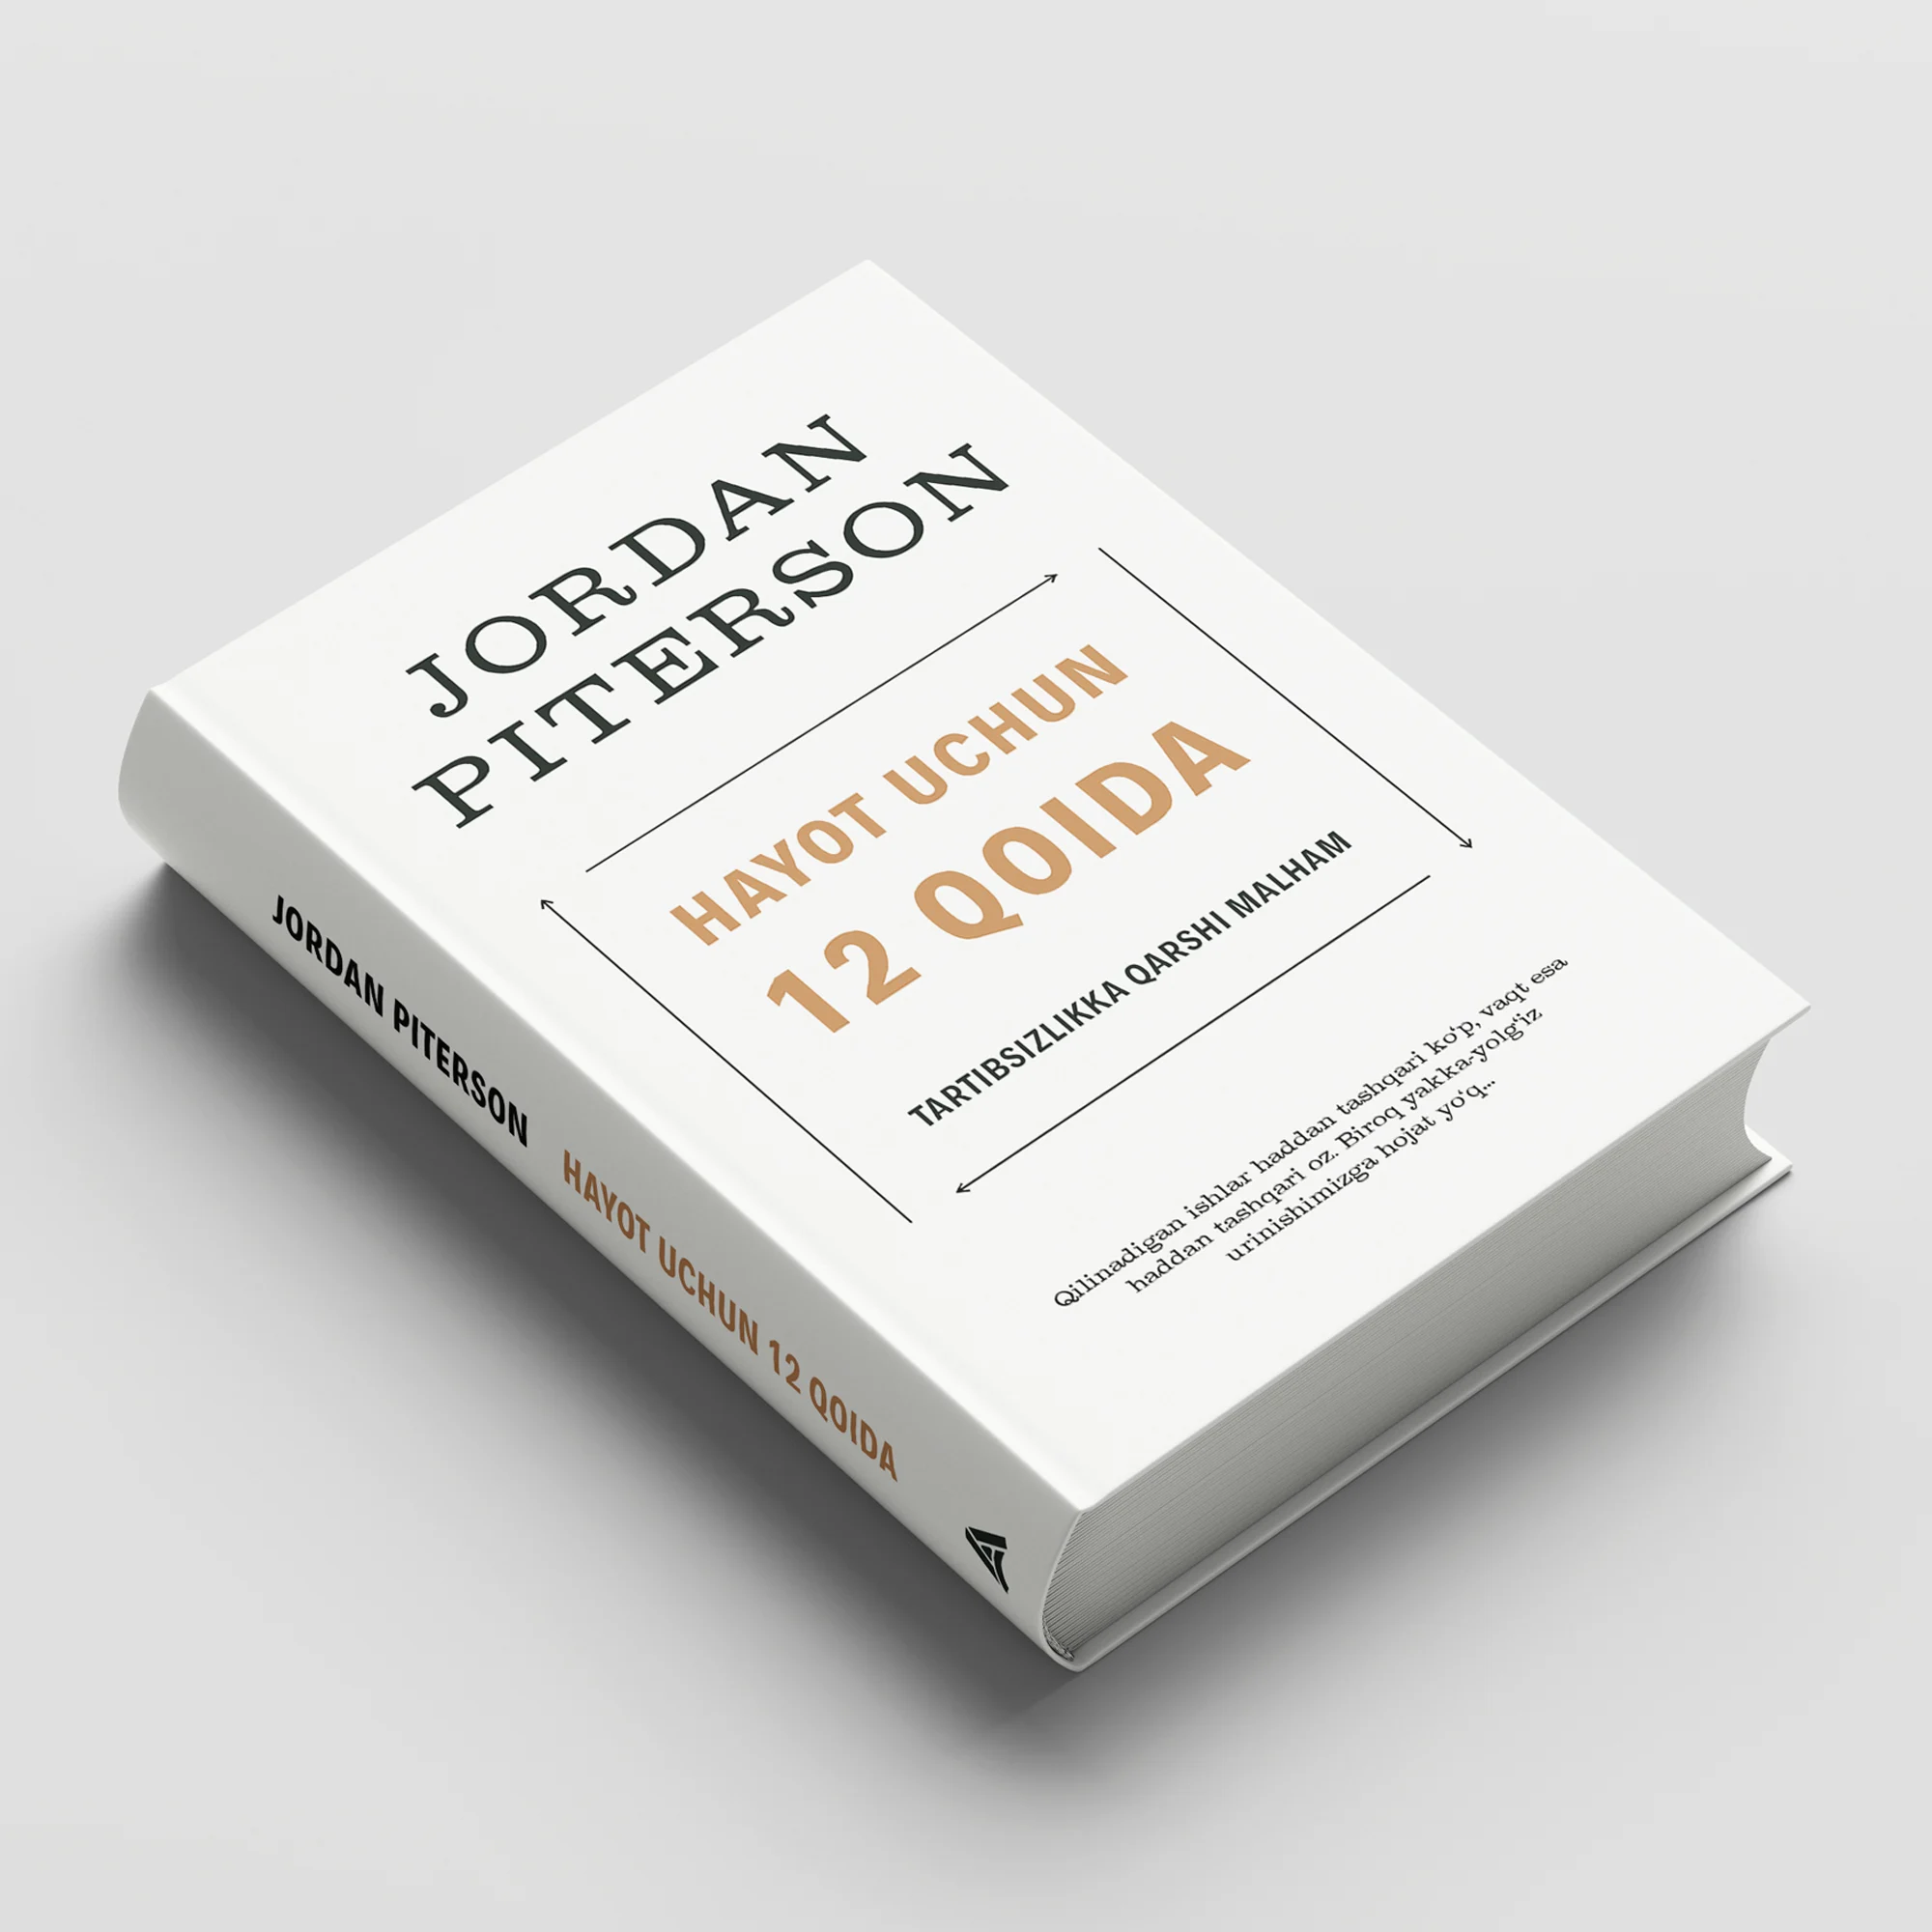 JORDAN
PITERSON
HAYOT UCHUN
12 QOIDA
TARTIBSIZLIKKA QARSHI MALHAM
Qilinadigan ishlar haddan tashqari ko‘p, vaqt esa
haddan tashqari oz. Biroq yakka-yolg‘iz
urinishimizga hojat yo‘q...
JORDAN PITERSON HAYOT UCHUN 12 QOIDA